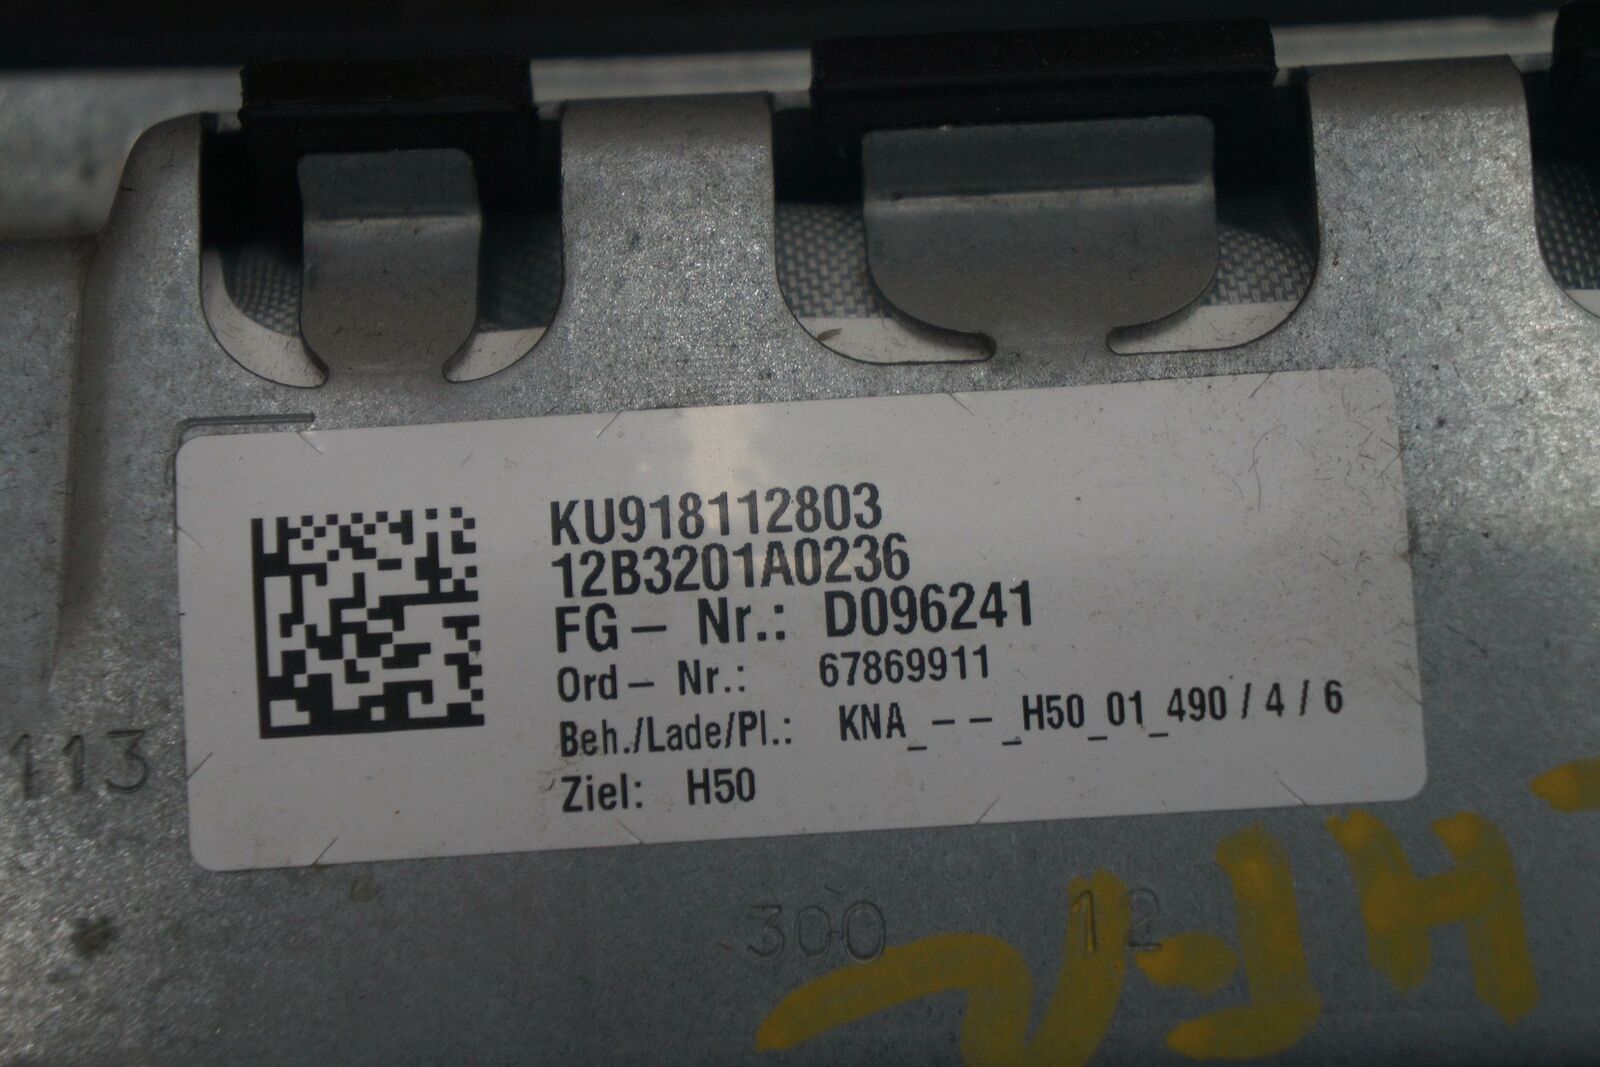 KU918112803
12B3201A0236
FG – Nr.: D096241
Ord – Nr.: 67869911
Beh./Lade/Pl.: KNA_ – – _H50_01_490 / 4 / 6
Ziel: H50
113
300 12